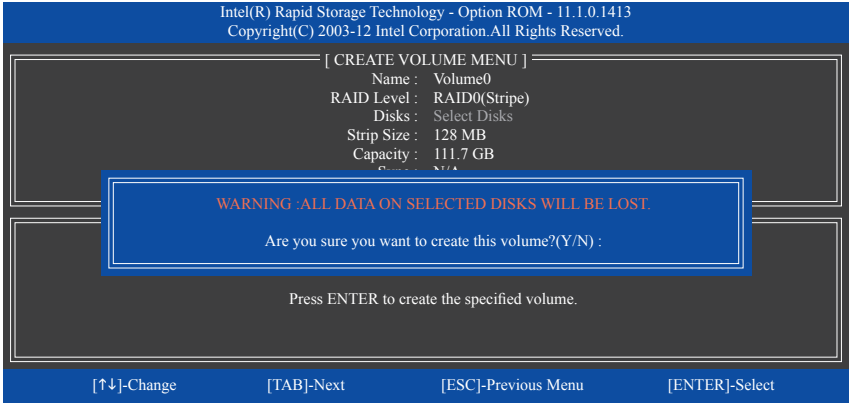 Intel(R) Rapid Storage Technology - Option ROM - 11.1.0.1413
Copyright(C) 2003-12 Intel Corporation.All Rights Reserved.
[ CREATE VOLUME MENU ]
Name : Volume0
RAID Level : RAID0(Stripe)
Disks : Select Disks
Strip Size : 128 MB
Capacity : 111.7 GB
WARNING :ALL DATA ON SELECTED DISKS WILL BE LOST.
Are you sure you want to create this volume?(Y/N) :
Press ENTER to create the specified volume.
[↑↓]-Change [TAB]-Next [ESC]-Previous Menu [ENTER]-Select